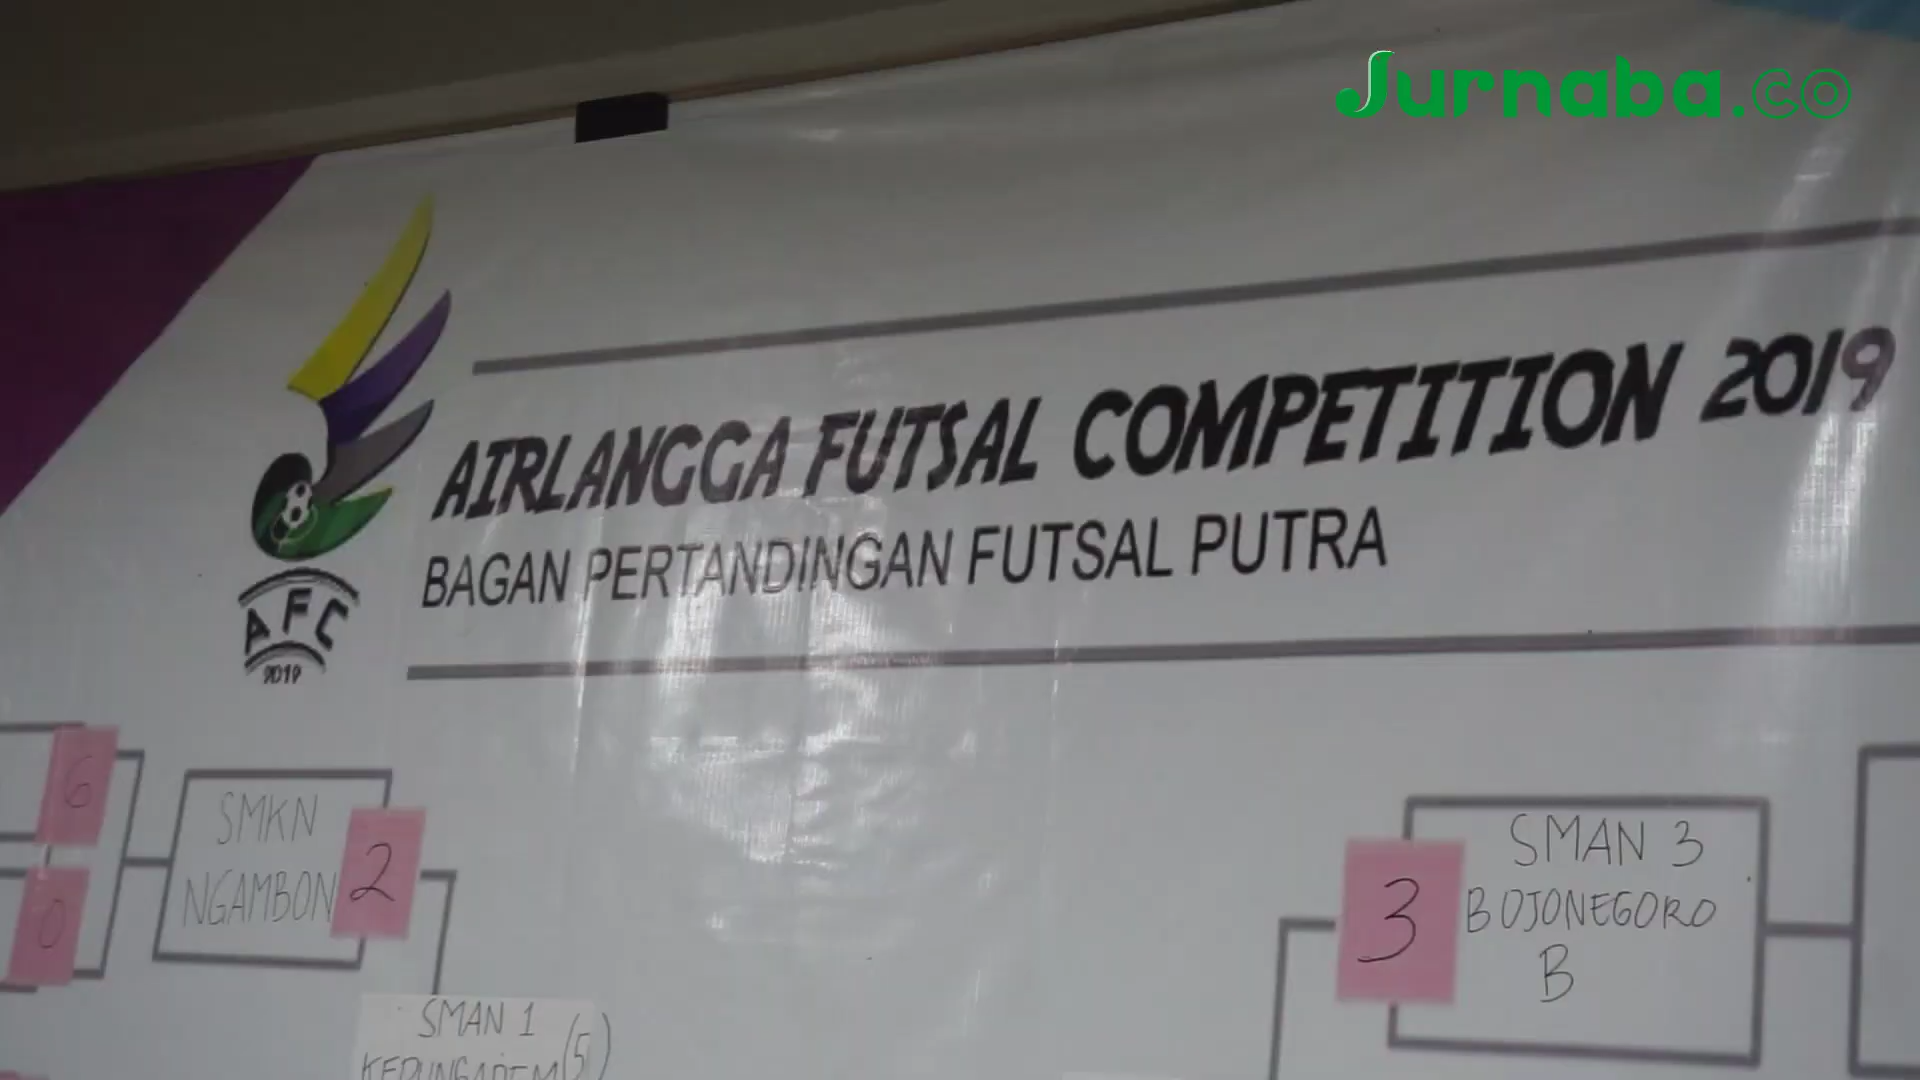 Jurnaba.co
AIRLANGGA FUTSAL COMPETITION 2019
BAGAN PERTANDINGAN FUTSAL PUTRA
AFC
2019
6
0
SMKN
NGAMBON
2
SMAN 1
KEDUNGADEM (5)
3
SMAN 3
BOJONEGORO
B